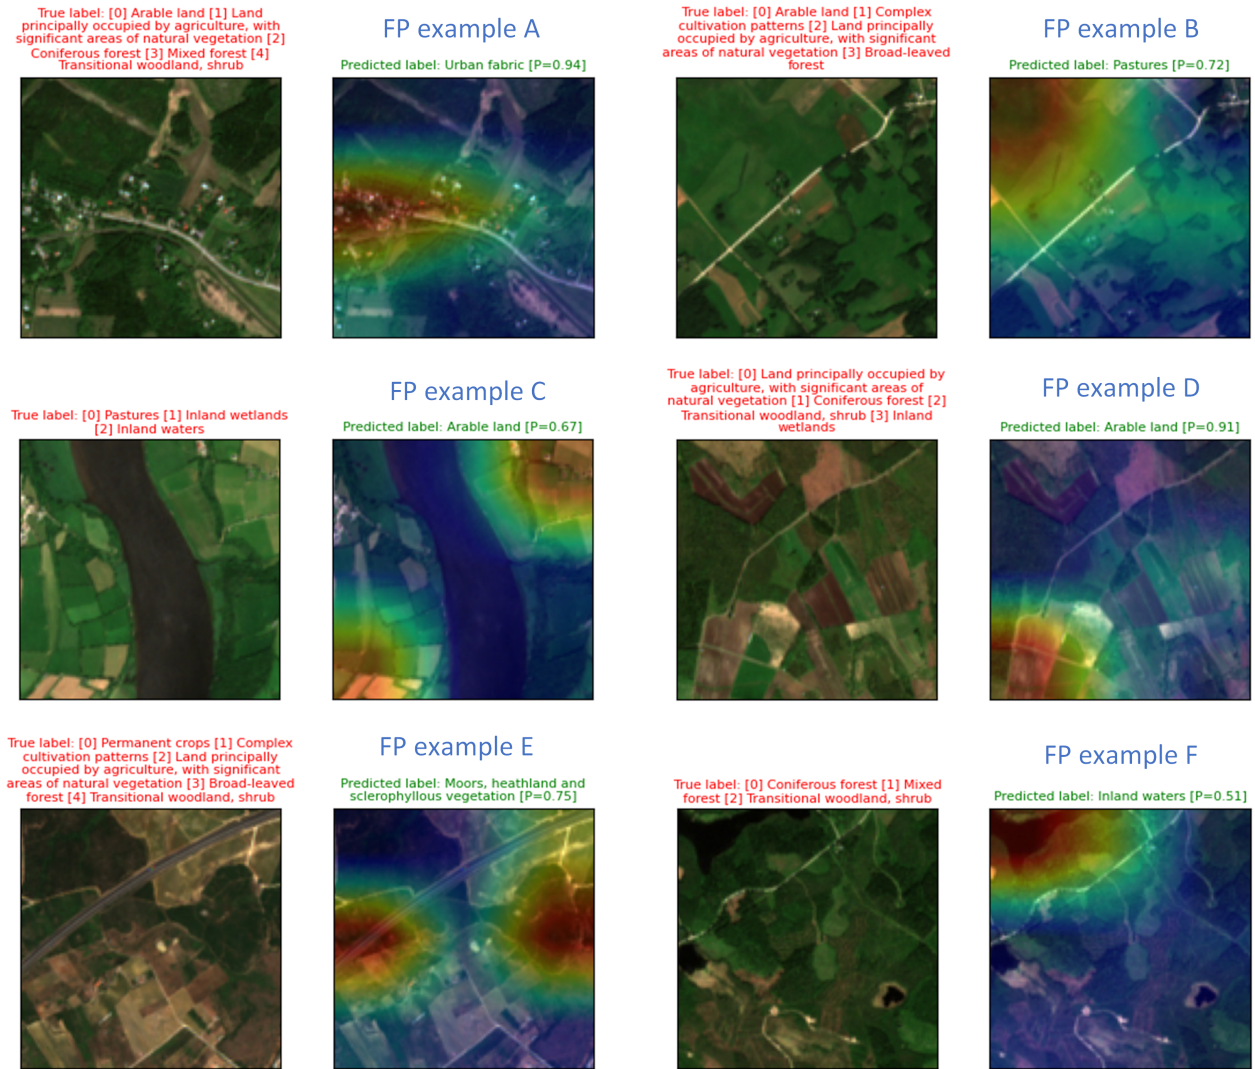 True label: [0] Arable land [1] Land
principally occupied by agriculture, with
significant areas of natural vegetation [2]
Coniferous forest [3] Mixed forest [4]
Transitional woodland, shrub
FP example A
Predicted label: Urban fabric [P=0.94]
True label: [0] Arable land [1] Complex
cultivation patterns [2] Land principally
occupied by agriculture, with significant
areas of natural vegetation [3] Broad-leaved
forest
FP example B
Predicted label: Pastures [P=0.72]
True label: [0] Pastures [1] Inland wetlands
[2] Inland waters
FP example C
Predicted label: Arable land [P=0.67]
True label: [0] Land principally occupied by
agriculture, with significant areas of
natural vegetation [1] Coniferous forest [2]
Transitional woodland, shrub [3] Inland
wetlands
FP example D
Predicted label: Arable land [P=0.91]
True label: [0] Permanent crops [1] Complex
cultivation patterns [2] Land principally
occupied by agriculture, with significant
areas of natural vegetation [3] Broad-leaved
forest [4] Transitional woodland, shrub
FP example E
Predicted label: Moors, heathland and
sclerophyllous vegetation [P=0.75]
True label: [0] Coniferous forest [1] Mixed
forest [2] Transitional woodland, shrub
FP example F
Predicted label: Inland waters [P=0.51]